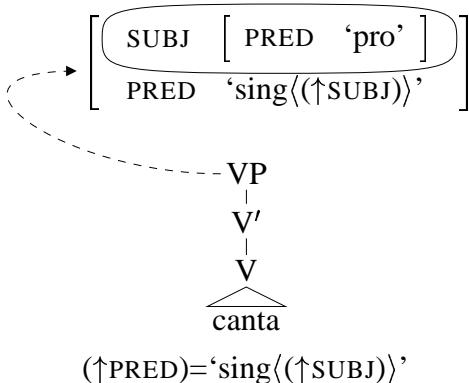 SUBJ [ PRED ‘pro’ ]
PRED ‘sing⟨(↑SUBJ)⟩’
VP
V′
V
canta
(↑PRED)=‘sing⟨(↑SUBJ)⟩’